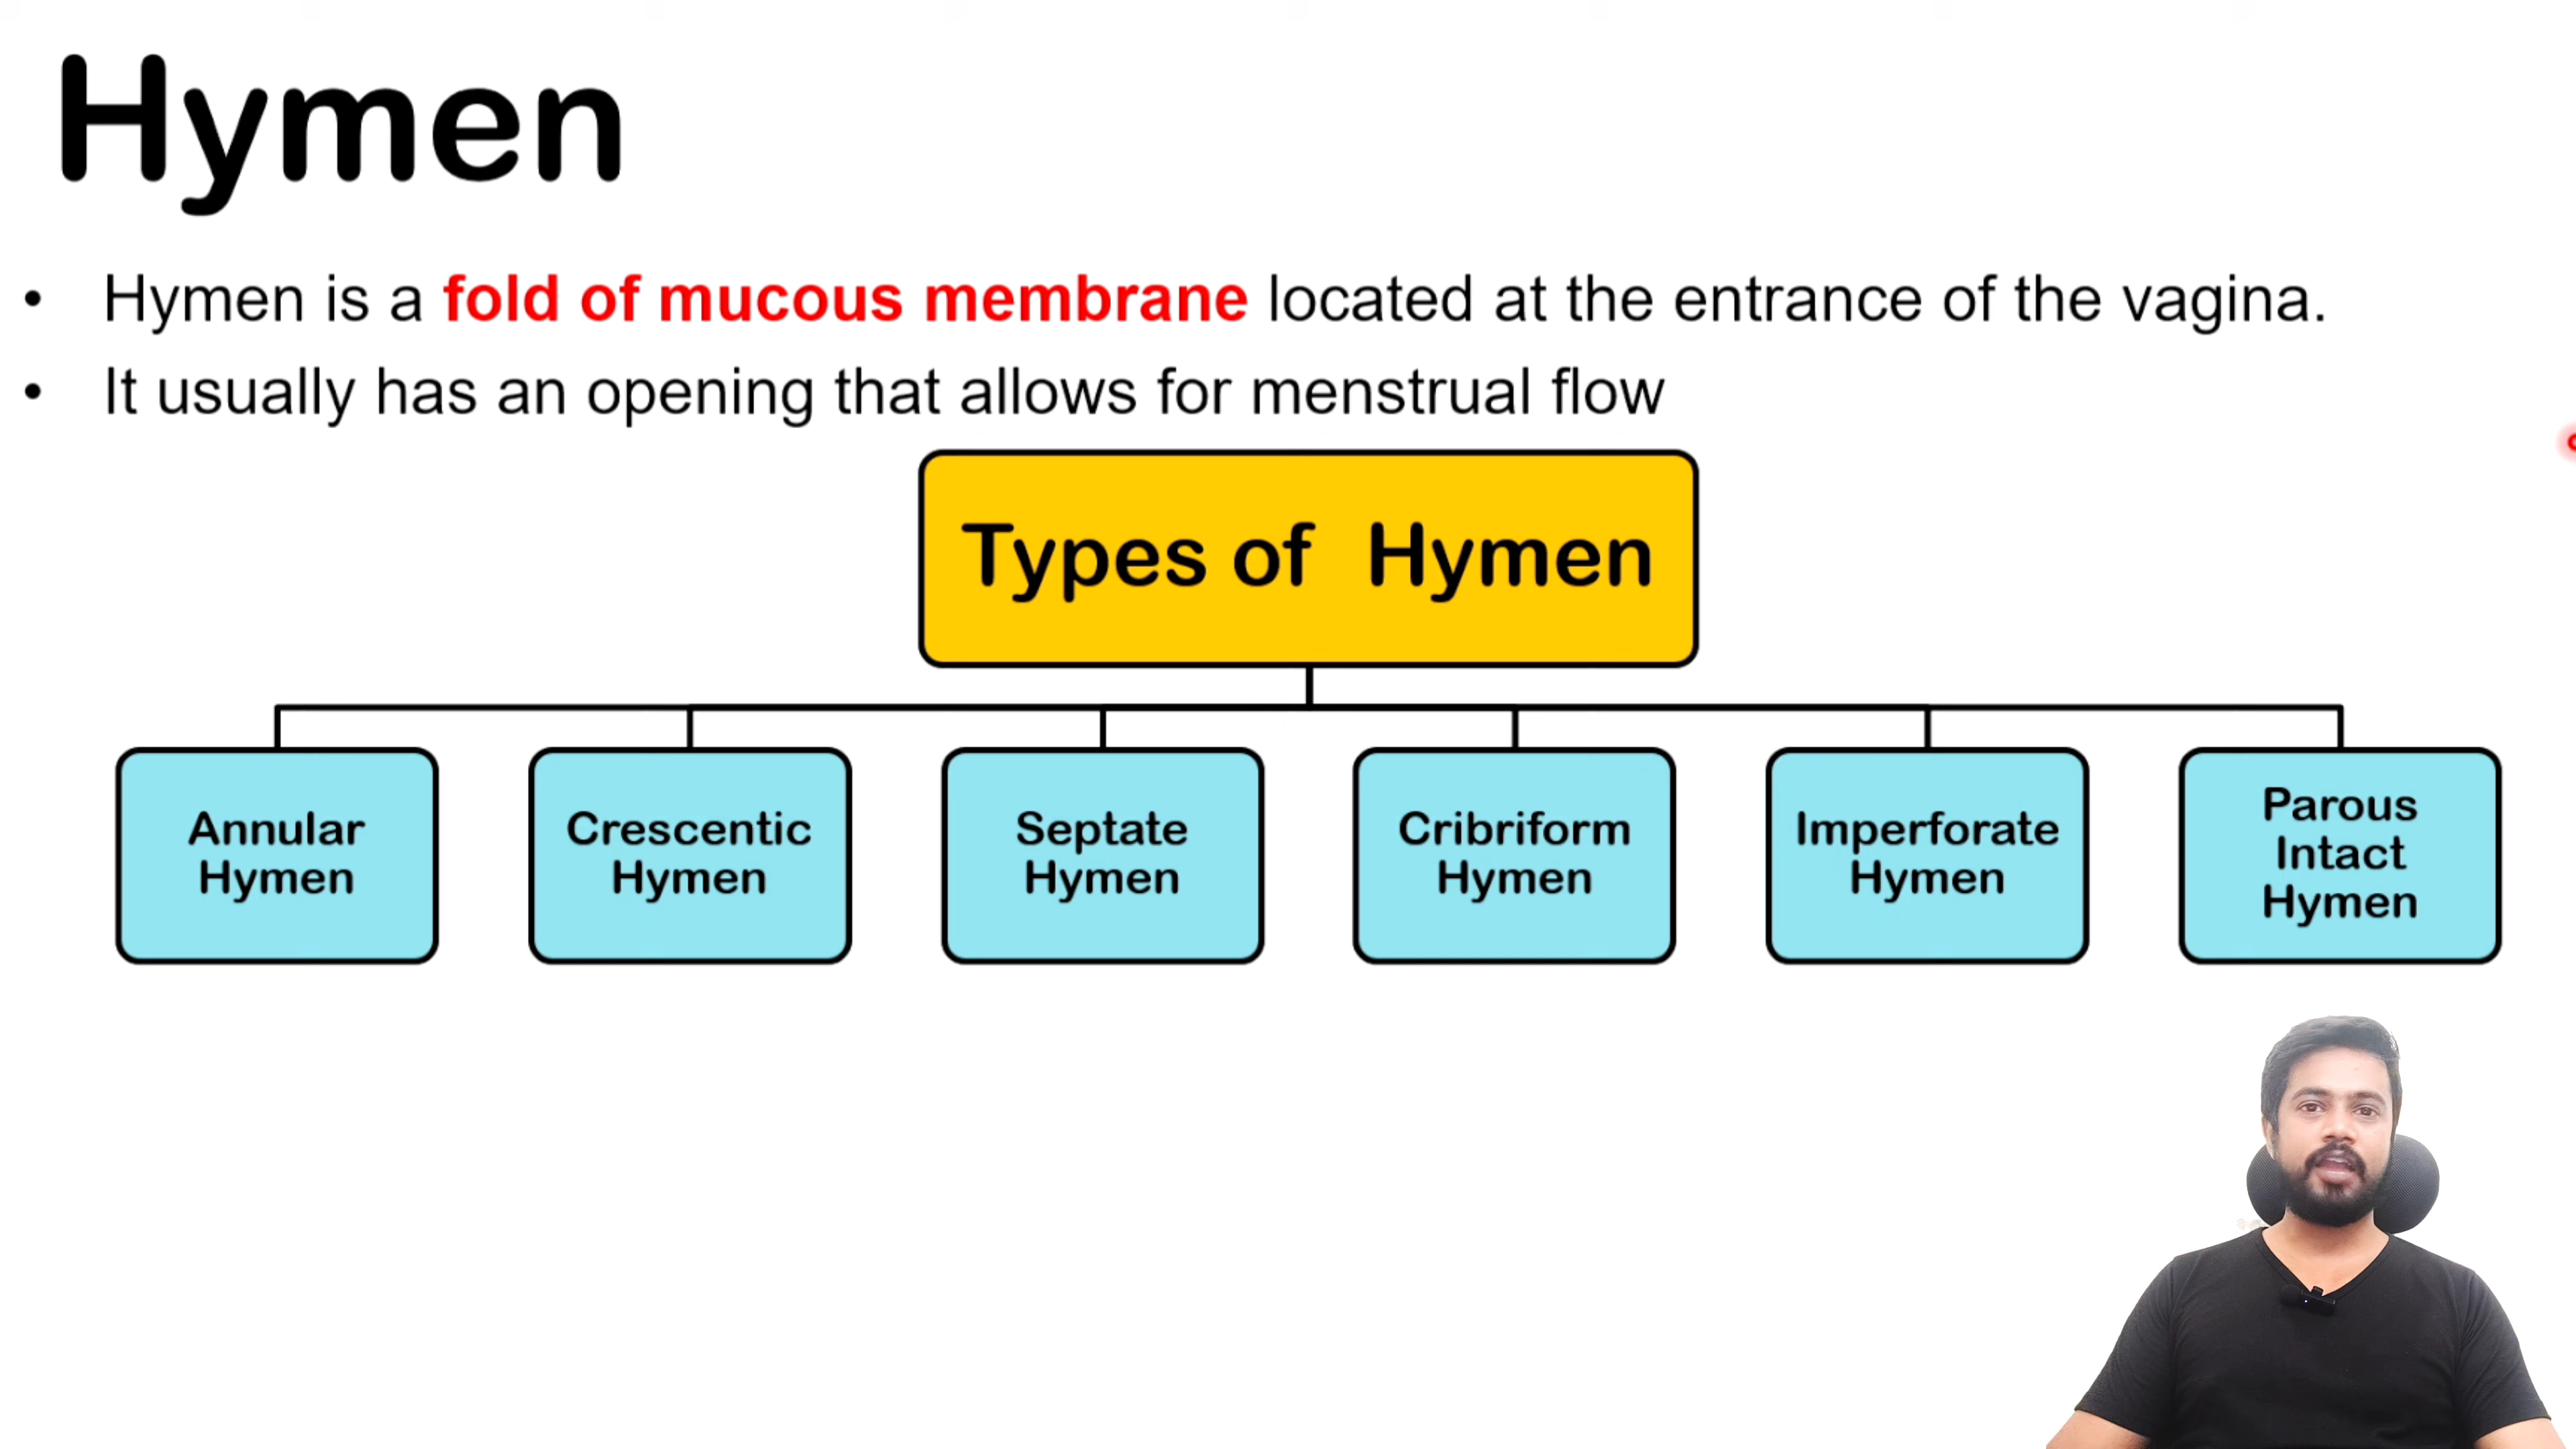 Hymen
• Hymen is a fold of mucous membrane located at the entrance of the vagina.
• It usually has an opening that allows for menstrual flow
Types of Hymen
Annular
Hymen
Crescentic
Hymen
Septate
Hymen
Cribriform
Hymen
Imperforate
Hymen
Parous
Intact
Hymen